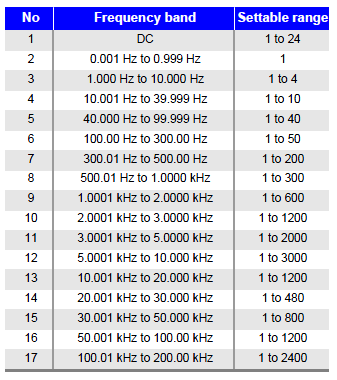 No Frequency band Settable range
1 DC 1 to 24
2 0.001 Hz to 0.999 Hz 1
3 1.000 Hz to 10.000 Hz 1 to 4
4 10.001 Hz to 39.999 Hz 1 to 10
5 40.000 Hz to 99.999 Hz 1 to 40
6 100.00 Hz to 300.00 Hz 1 to 50
7 300.01 Hz to 500.00 Hz 1 to 200
8 500.01 Hz to 1.0000 kHz 1 to 300
9 1.0001 kHz to 2.0000 kHz 1 to 600
10 2.0001 kHz to 3.0000 kHz 1 to 1200
11 3.0001 kHz to 5.0000 kHz 1 to 2000
12 5.0001 kHz to 10.000 kHz 1 to 3000
13 10.001 kHz to 20.000 kHz 1 to 1200
14 20.001 kHz to 30.000 kHz 1 to 480
15 30.001 kHz to 50.000 kHz 1 to 800
16 50.001 kHz to 100.00 kHz 1 to 1200
17 100.01 kHz to 200.00 kHz 1 to 2400